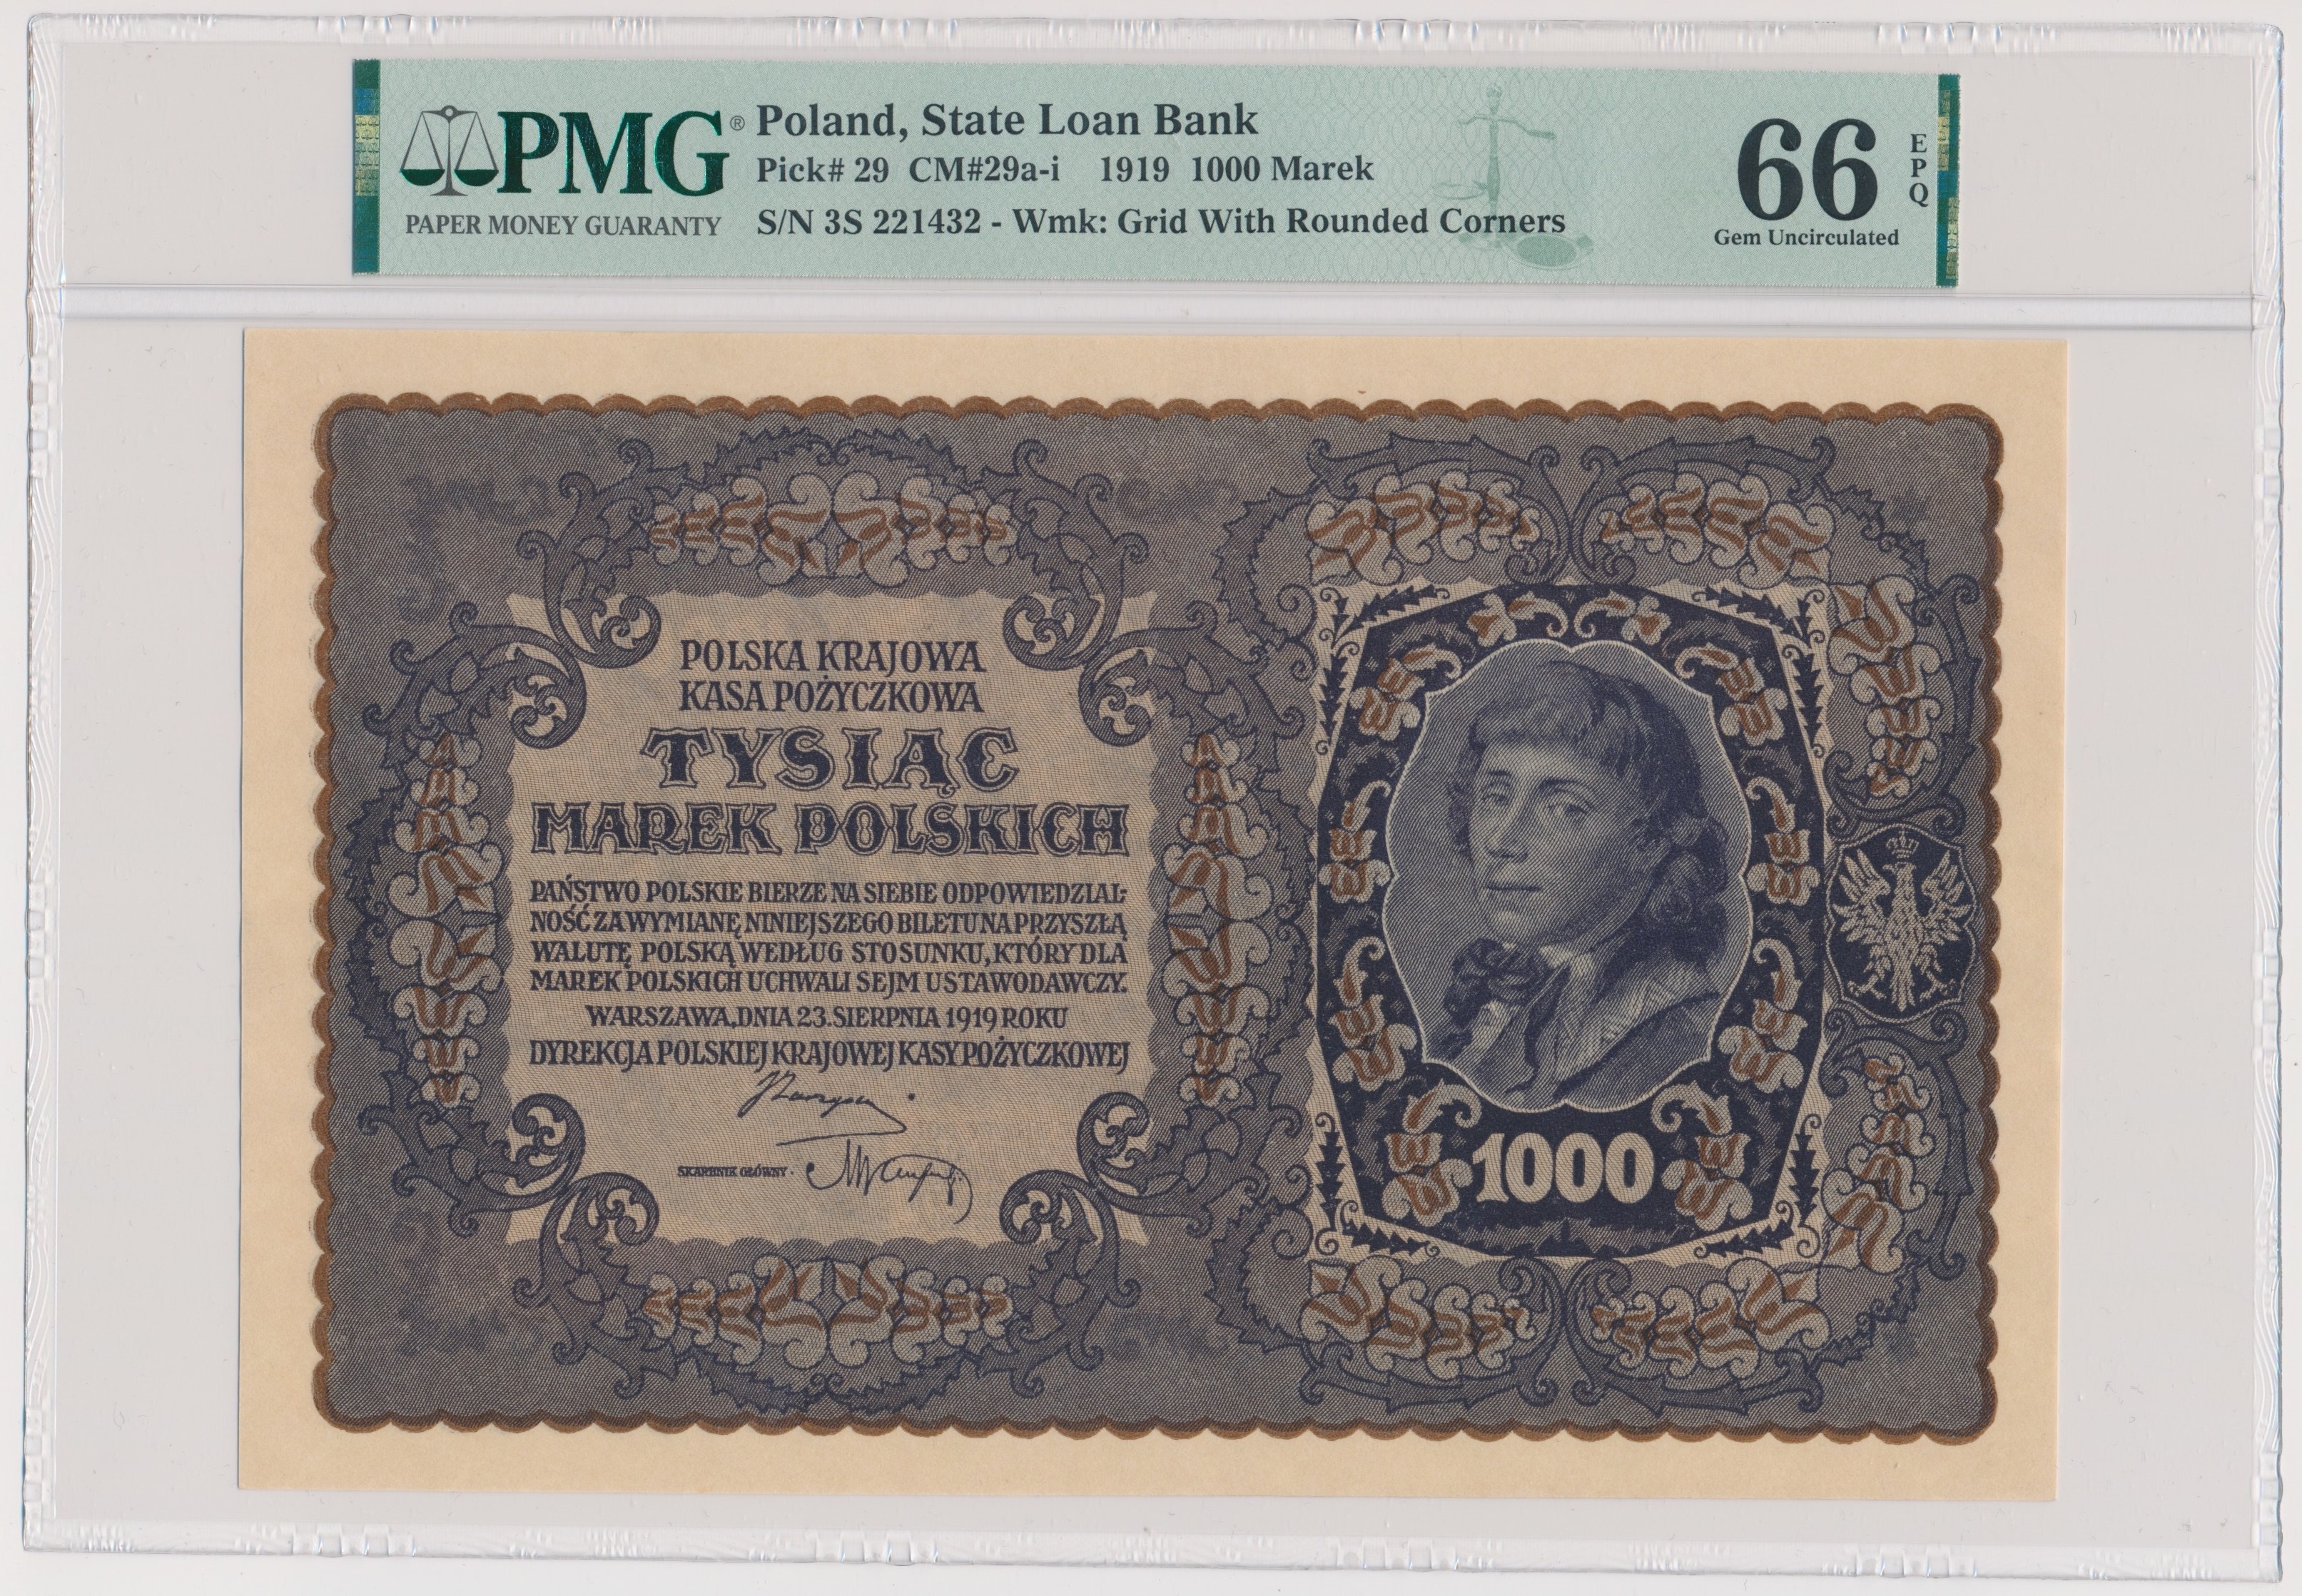 PMG®
PAPER MONEY GUARANTY
Poland, State Loan Bank
Pick# 29 CM#29a-i 1919 1000 Marek
S/N 3S 221432 - Wmk: Grid With Rounded Corners
66
EPQ
Gem Uncirculated
POLSKA KRAJOWA
KASA POŻYCZKOWA
TYSIĄC
MAREK POLSKICH
PAŃSTWO POLSKIE BIERZE NA SIEBIE ODPOWIEDZIAL-
NOŚĆ ZA WYMIANĘ NINIEJSZEGO BILETU NA PRZYSZŁĄ
WALUTĘ POLSKĄ WEDŁUG STOSUNKU, KTÓRY DLA
MAREK POLSKICH UCHWALI SEJM USTAWODAWCZY.
WARSZAWA, DNIA 23. SIERPNIA 1919 ROKU
DYREKCJA POLSKIEJ KRAJOWEJ KASY POŻYCZKOWEJ
SKARBNIK GŁÓWNY.
1000